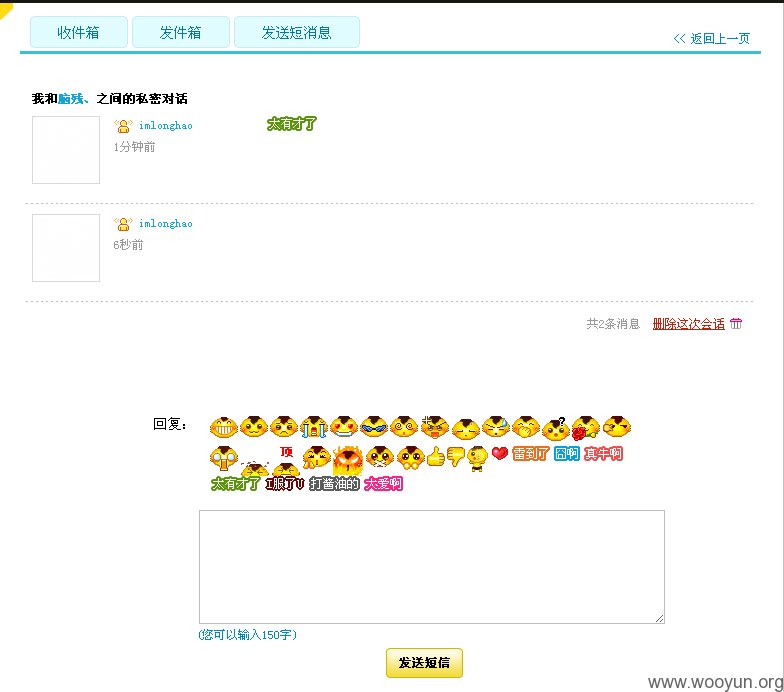 收件箱 发件箱 发送短消息 << 返回上一页
我和脑残、之间的私密对话
imlonghao 太有才了
1分钟前
imlonghao
6秒前
共2条消息 删除这次会话
回复：
顶 雷到了 囧啊 真牛啊
太有才了 I服了U 打酱油的 大爱啊
(您可以输入150字)
发送短信
www.wooyun.org